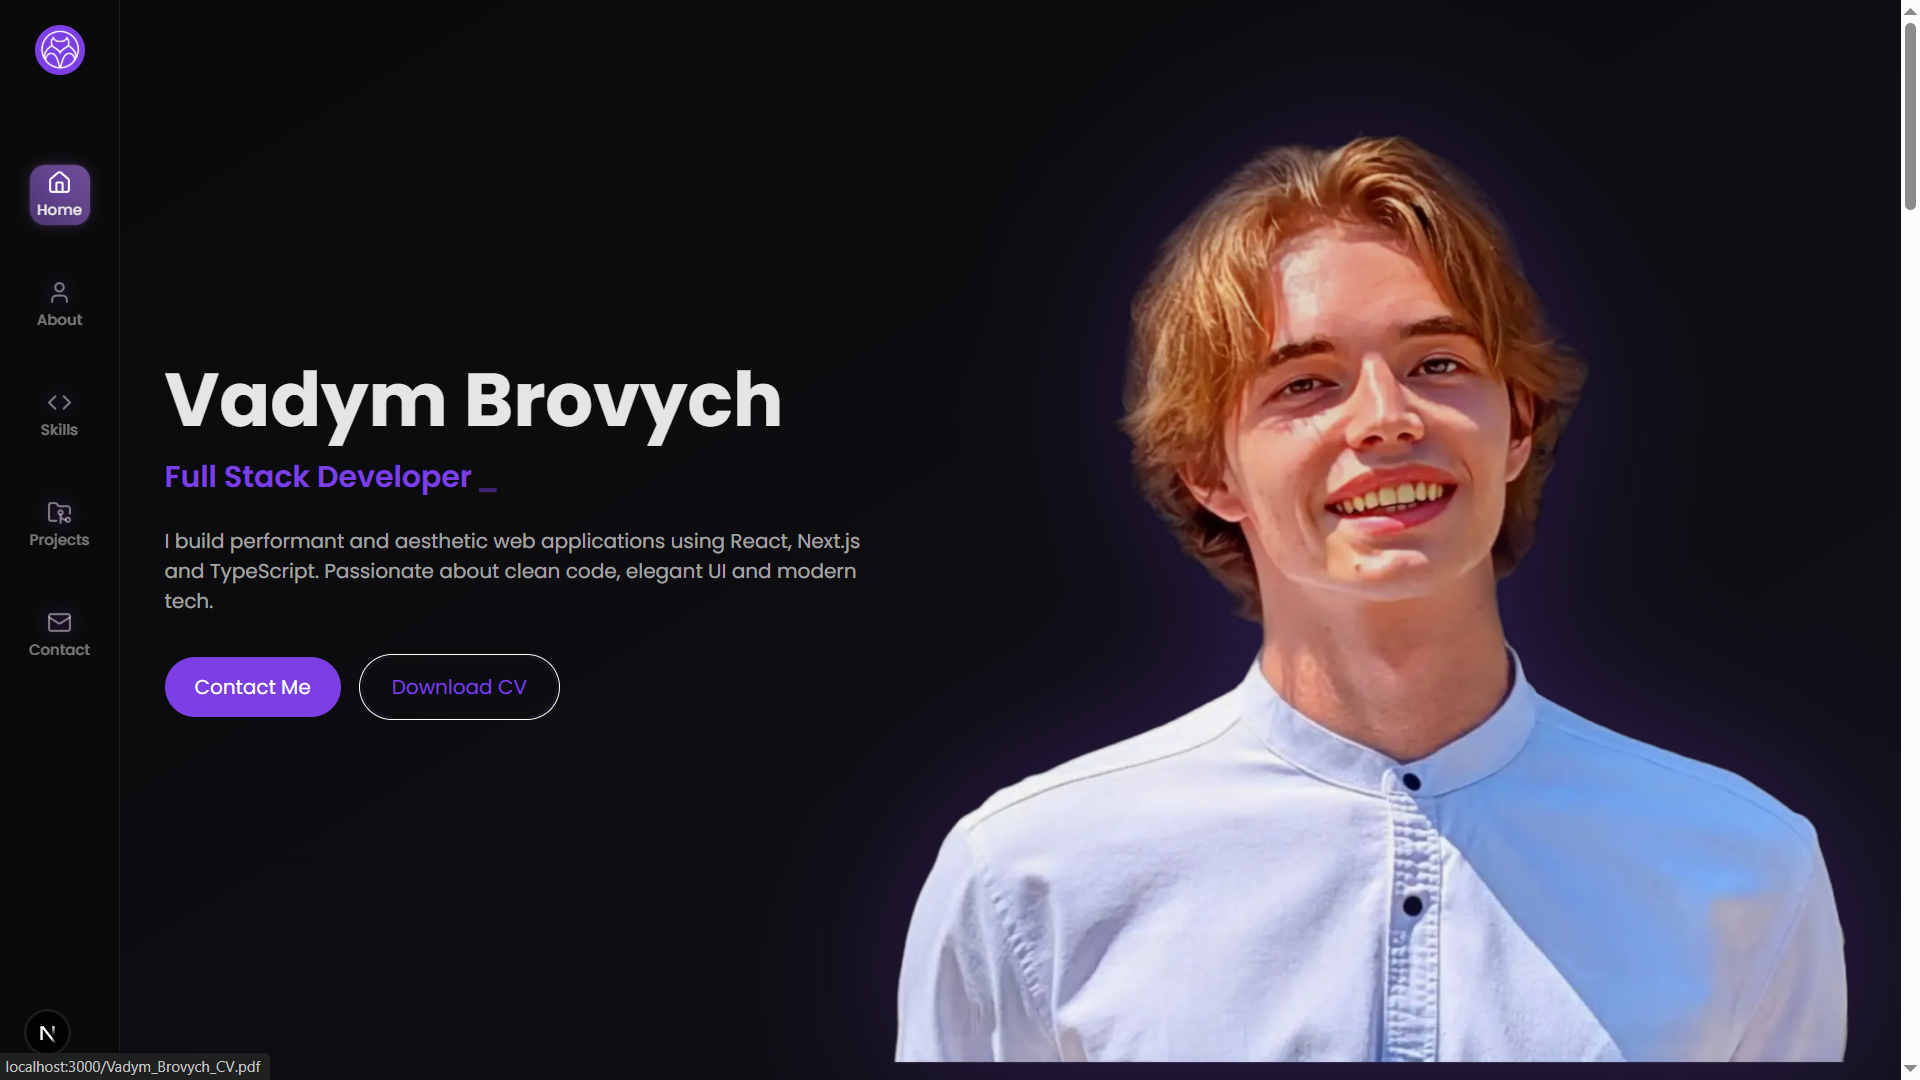 Home
About
Skills
Projects
Contact
Vadym Brovych
Full Stack Developer _
I build performant and aesthetic web applications using React, Next.js
and TypeScript. Passionate about clean code, elegant UI and modern
tech.
Contact Me
Download CV
N
localhost:3000/Vadym_Brovych_CV.pdf